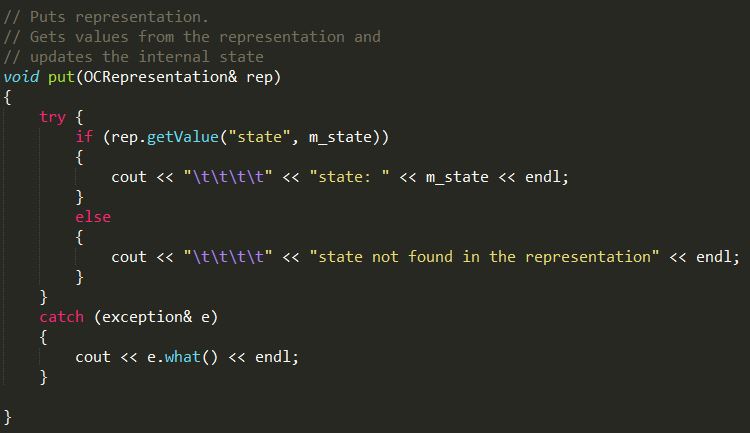 // Puts representation.
// Gets values from the representation and
// updates the internal state
void put(OCRepresentation& rep)
{
    try {
        if (rep.getValue("state", m_state))
        {
            cout << "\t\t\t\t" << "state: " << m_state << endl;
        }
        else
        {
            cout << "\t\t\t\t" << "state not found in the representation" << endl;
        }
    }
    catch (exception& e)
    {
        cout << e.what() << endl;
    }

}